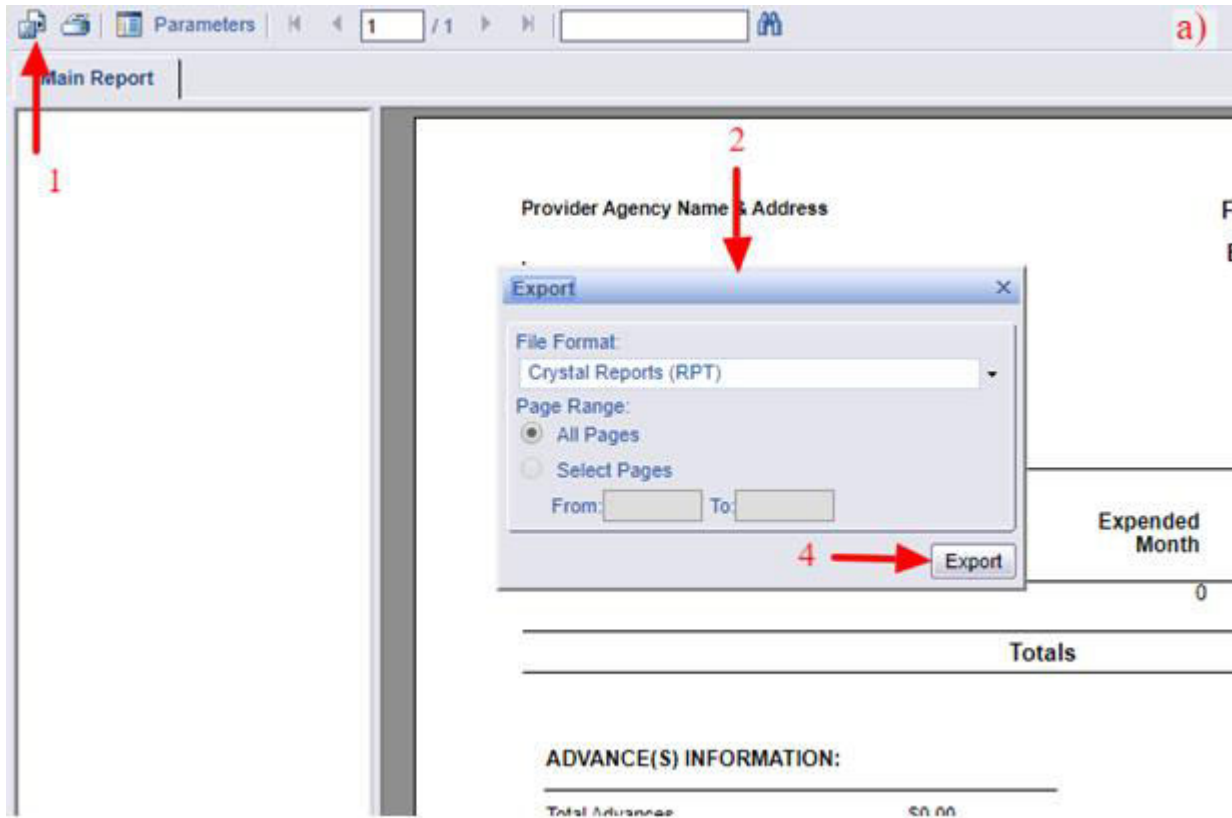 Parameters 1 / 1 a)
Main Report
1
2
Provider Agency Name & Address
.
Export
File Format:
Crystal Reports (RPT)
Page Range:
All Pages
Select Pages
From: To:
4 Export
Expended
Month
0
Totals
ADVANCE(S) INFORMATION:
Total Advances $0.00